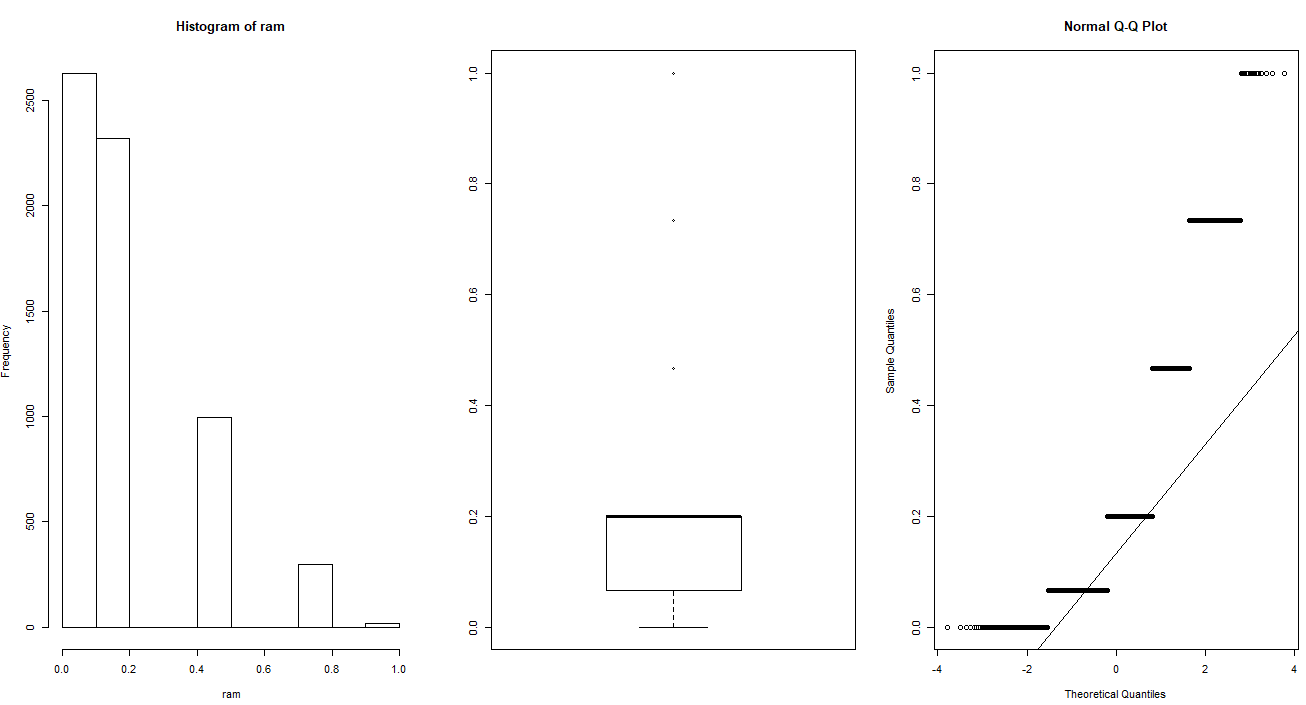 Histogram of ram
Frequency
0
500
1000
1500
2000
2500
0.0 0.2 0.4 0.6 0.8 1.0
ram
0.0
0.2
0.4
0.6
0.8
1.0
Normal Q-Q Plot
Sample Quantiles
0.0
0.2
0.4
0.6
0.8
1.0
-4 -2 0 2 4
Theoretical Quantiles